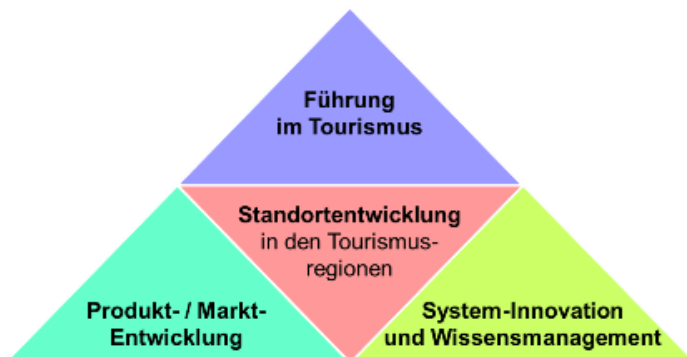 Führung
im Tourismus
Standortentwicklung
in den Tourismus-
regionen
Produkt- / Markt-
Entwicklung
System-Innovation
und Wissensmanagement